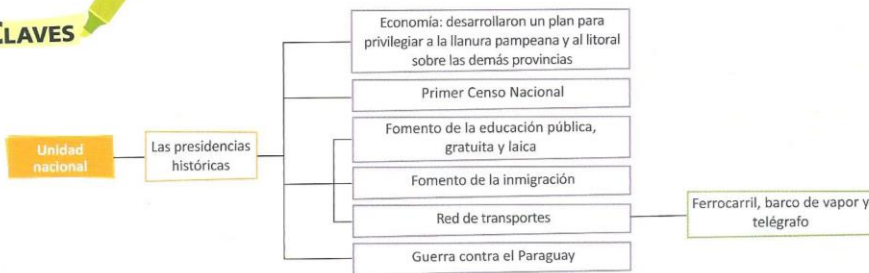 CLAVES
Economía: desarrollaron un plan para
privilegiar a la llanura pampeana y al litoral
sobre las demás provincias
Primer Censo Nacional
Unidad
nacional
Las presidencias
históricas
Fomento de la educación pública,
gratuita y laica
Fomento de la inmigración
Red de transportes
Ferrocarril, barco de vapor y
telégrafo
Guerra contra el Paraguay